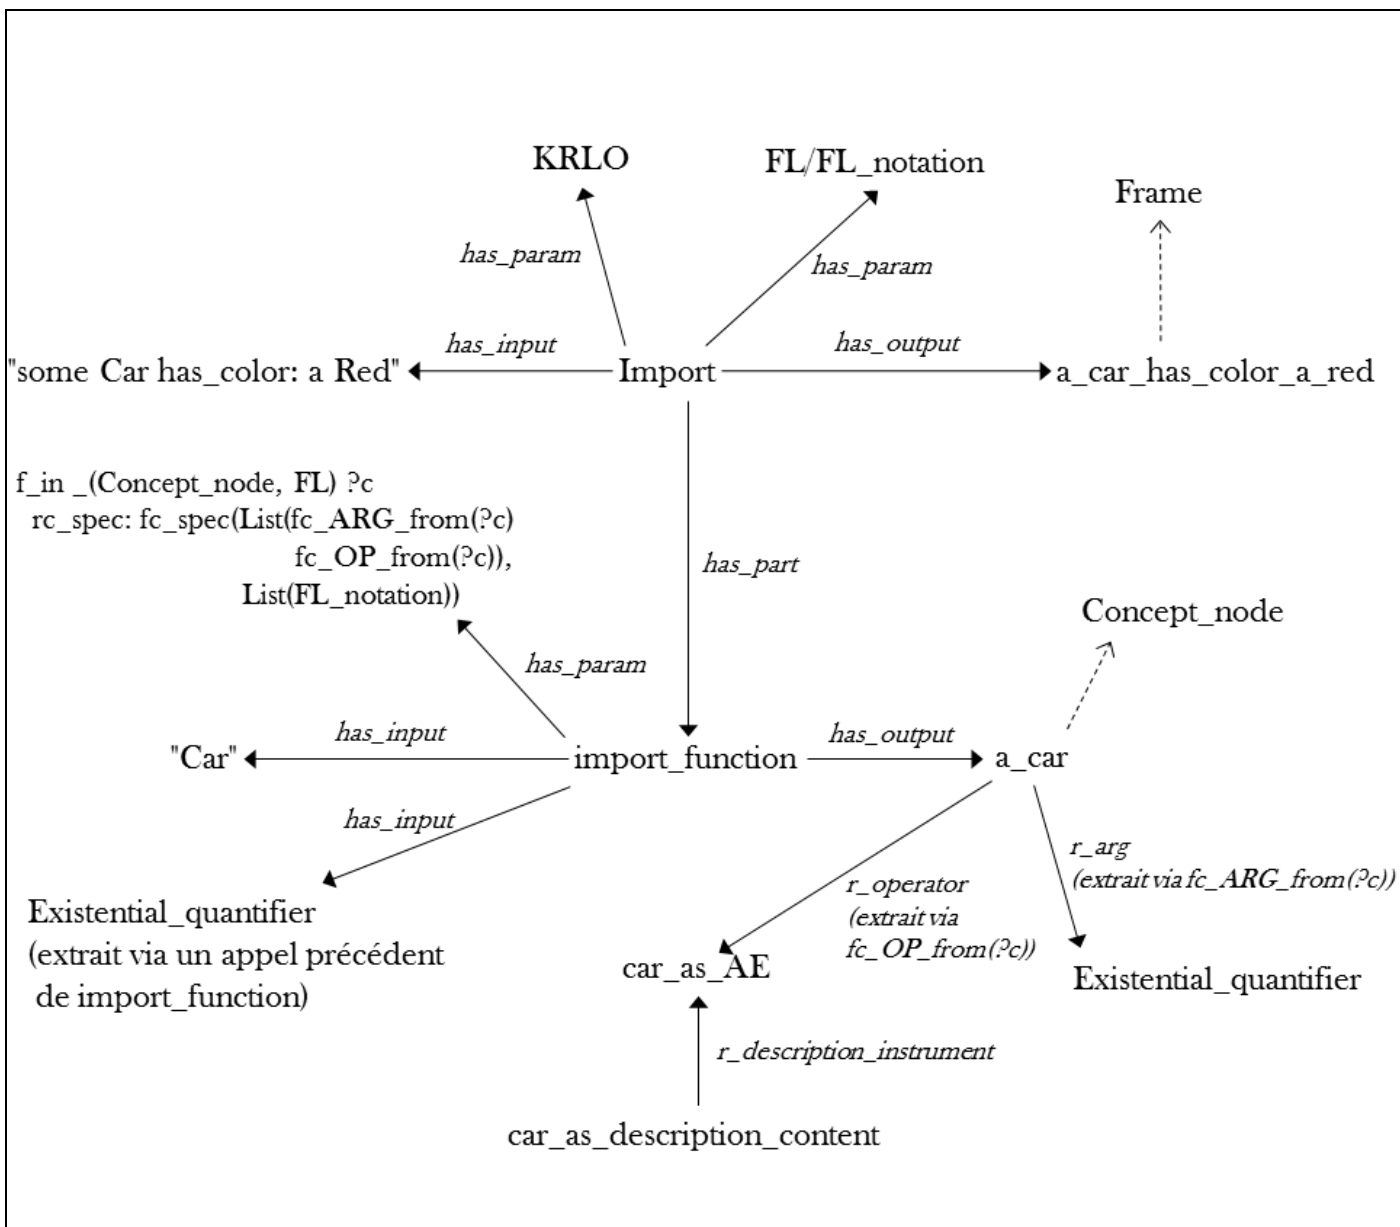 KRLO
FL/FL_notation
Frame
has_param
has_param
has_input
has_output
"some Car has_color: a Red"
Import
a_car_has_color_a_red
f_in _(Concept_node, FL) ?c
rc_spec: fc_spec(List(fc_ARG_from(?c)
fc_OP_from(?c)),
List(FL_notation))
has_part
Concept_node
has_param
has_input
has_output
"Car"
import_function
a_car
has_input
r_arg
(extrait via fc_ARG_from(?c))
r_operator
(extrait via
fc_OP_from(?c))
Existential_quantifier
(extrait via un appel précédent
de import_function)
car_as_AE
Existential_quantifier
r_description_instrument
car_as_description_content